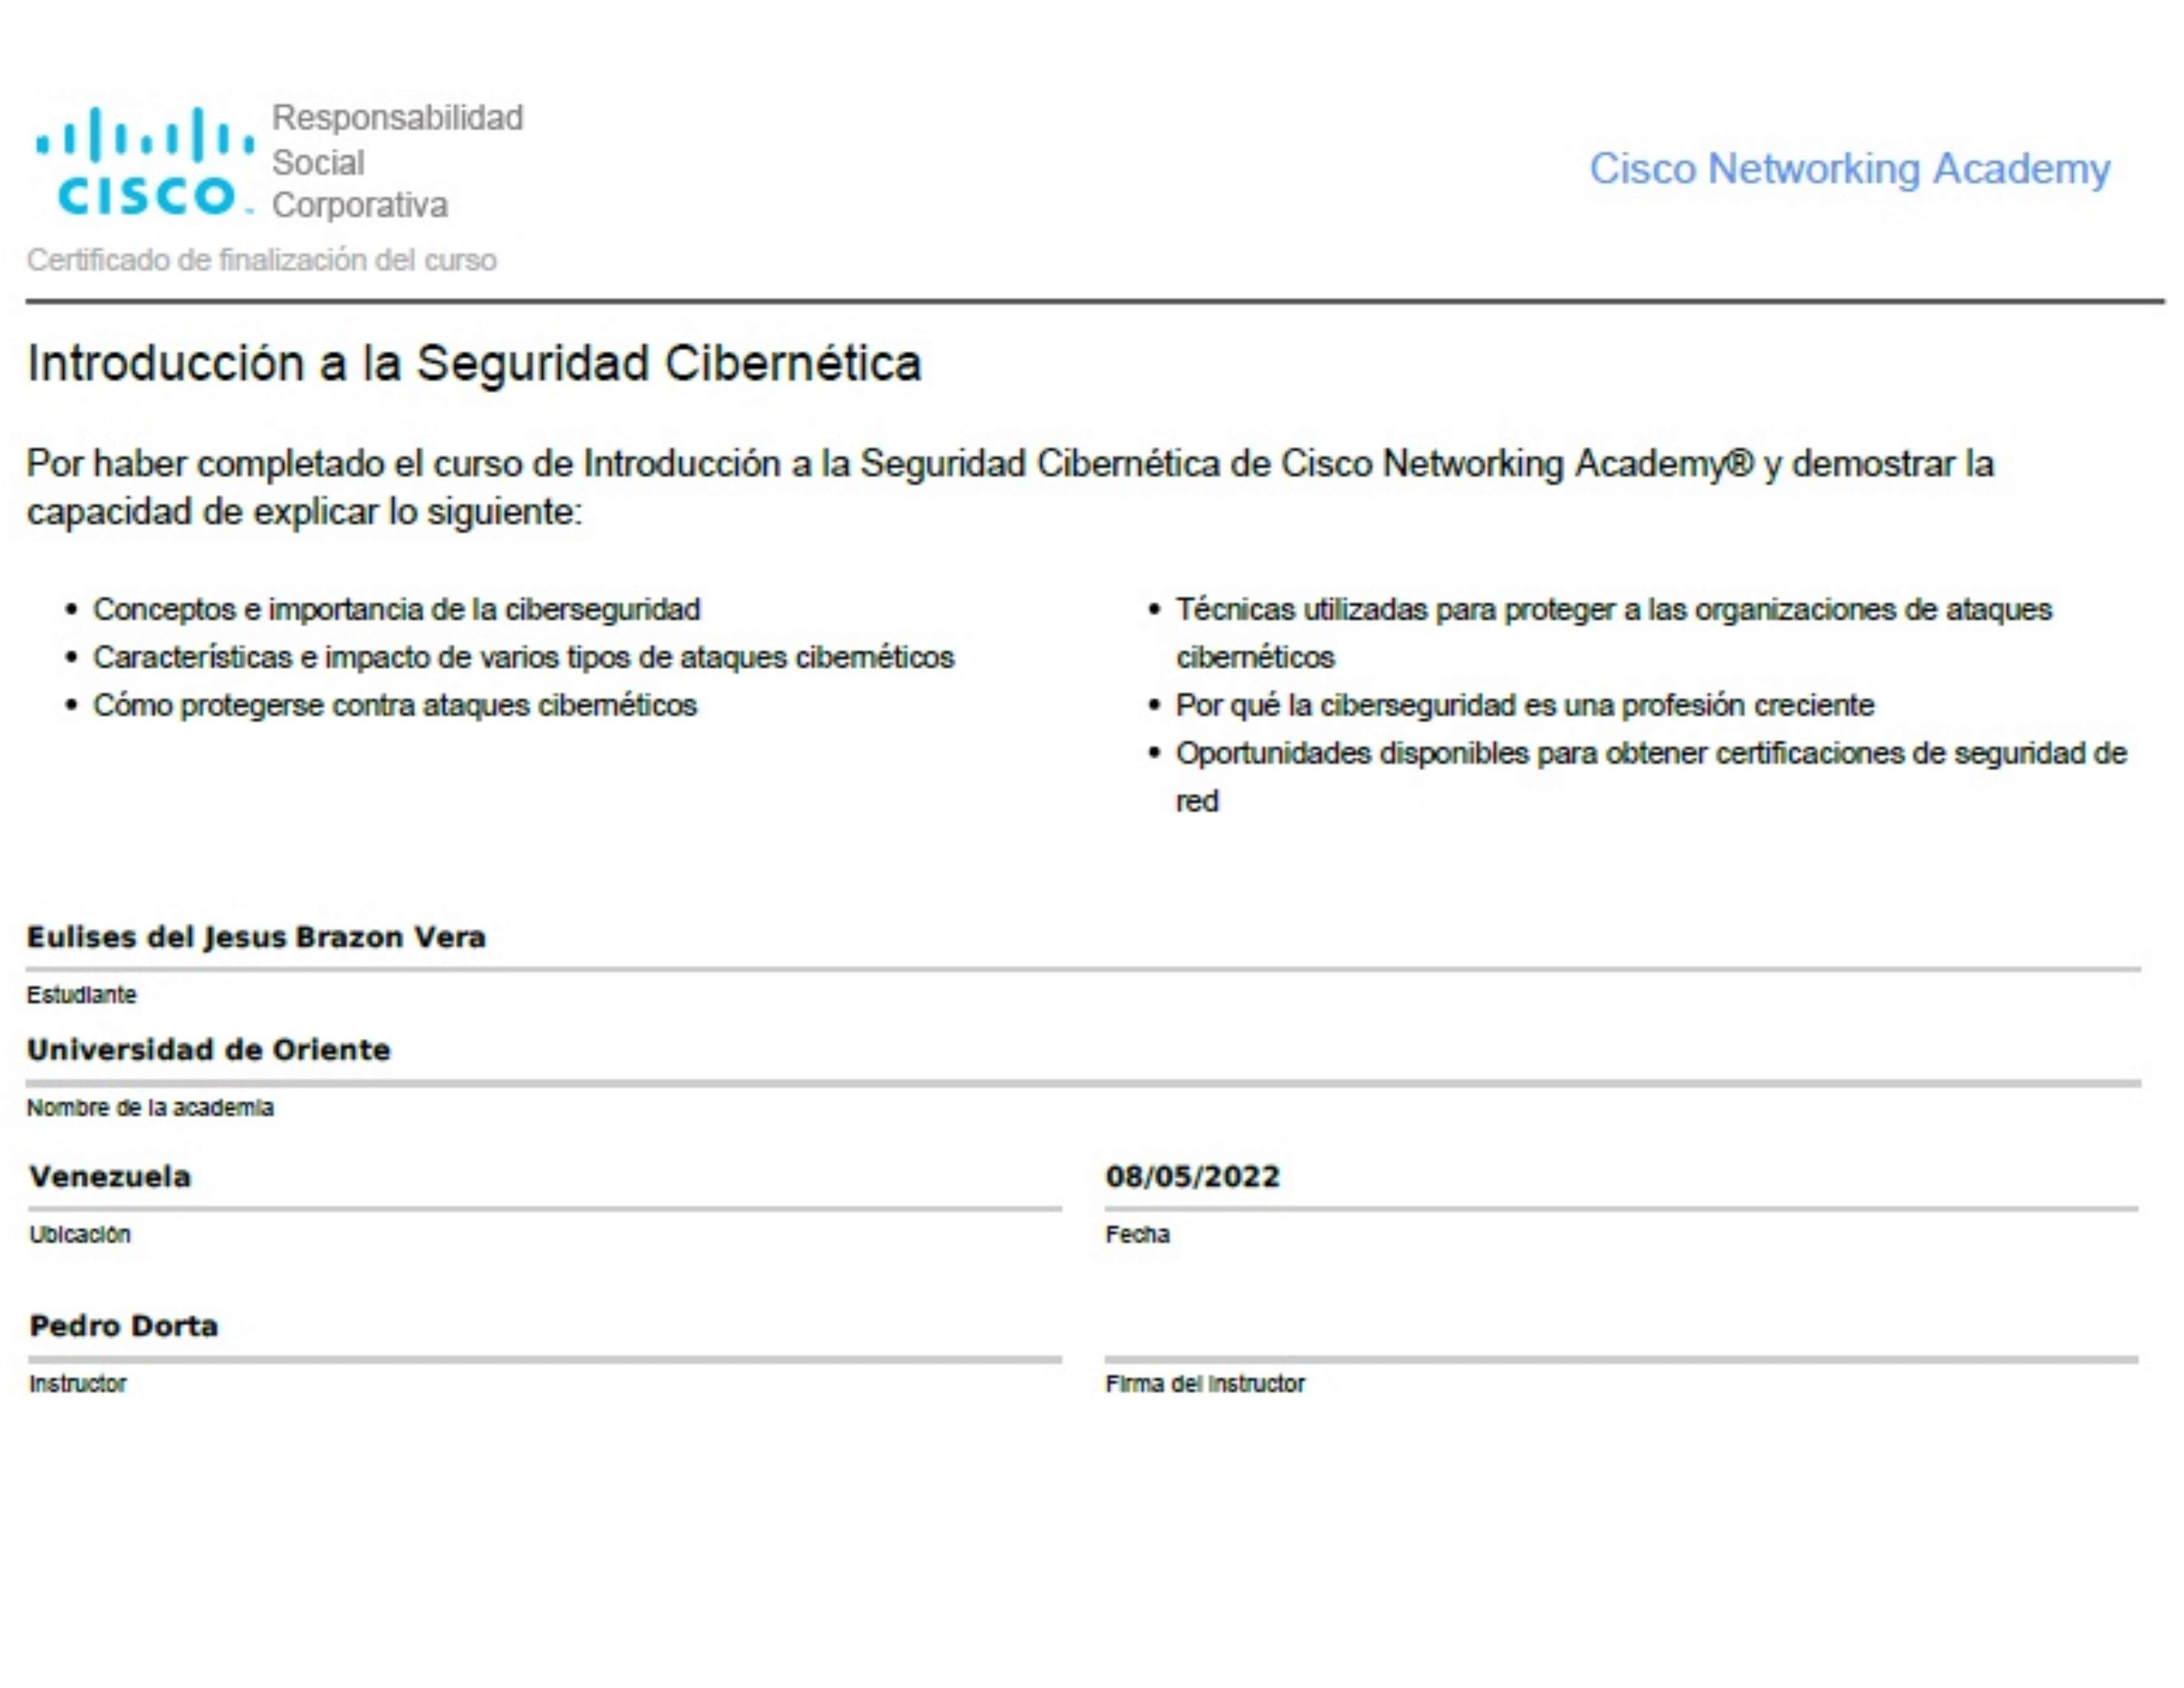 Responsabilidad
Social
Corporativa
CISCO
Cisco Networking Academy
Certificado de finalización del curso
Introducción a la Seguridad Cibernética
Por haber completado el curso de Introducción a la Seguridad Cibernética de Cisco Networking Academy® y demostrar la
capacidad de explicar lo siguiente:
• Conceptos e importancia de la ciberseguridad
• Características e impacto de varios tipos de ataques cibernéticos
• Cómo protegerse contra ataques cibernéticos
• Técnicas utilizadas para proteger a las organizaciones de ataques
cibernéticos
• Por qué la ciberseguridad es una profesión creciente
• Oportunidades disponibles para obtener certificaciones de seguridad de
red
Eulises del Jesus Brazon Vera
Estudiante
Universidad de Oriente
Nombre de la academia
Venezuela
Ubicación
08/05/2022
Fecha
Pedro Dorta
Instructor
Firma del instructor